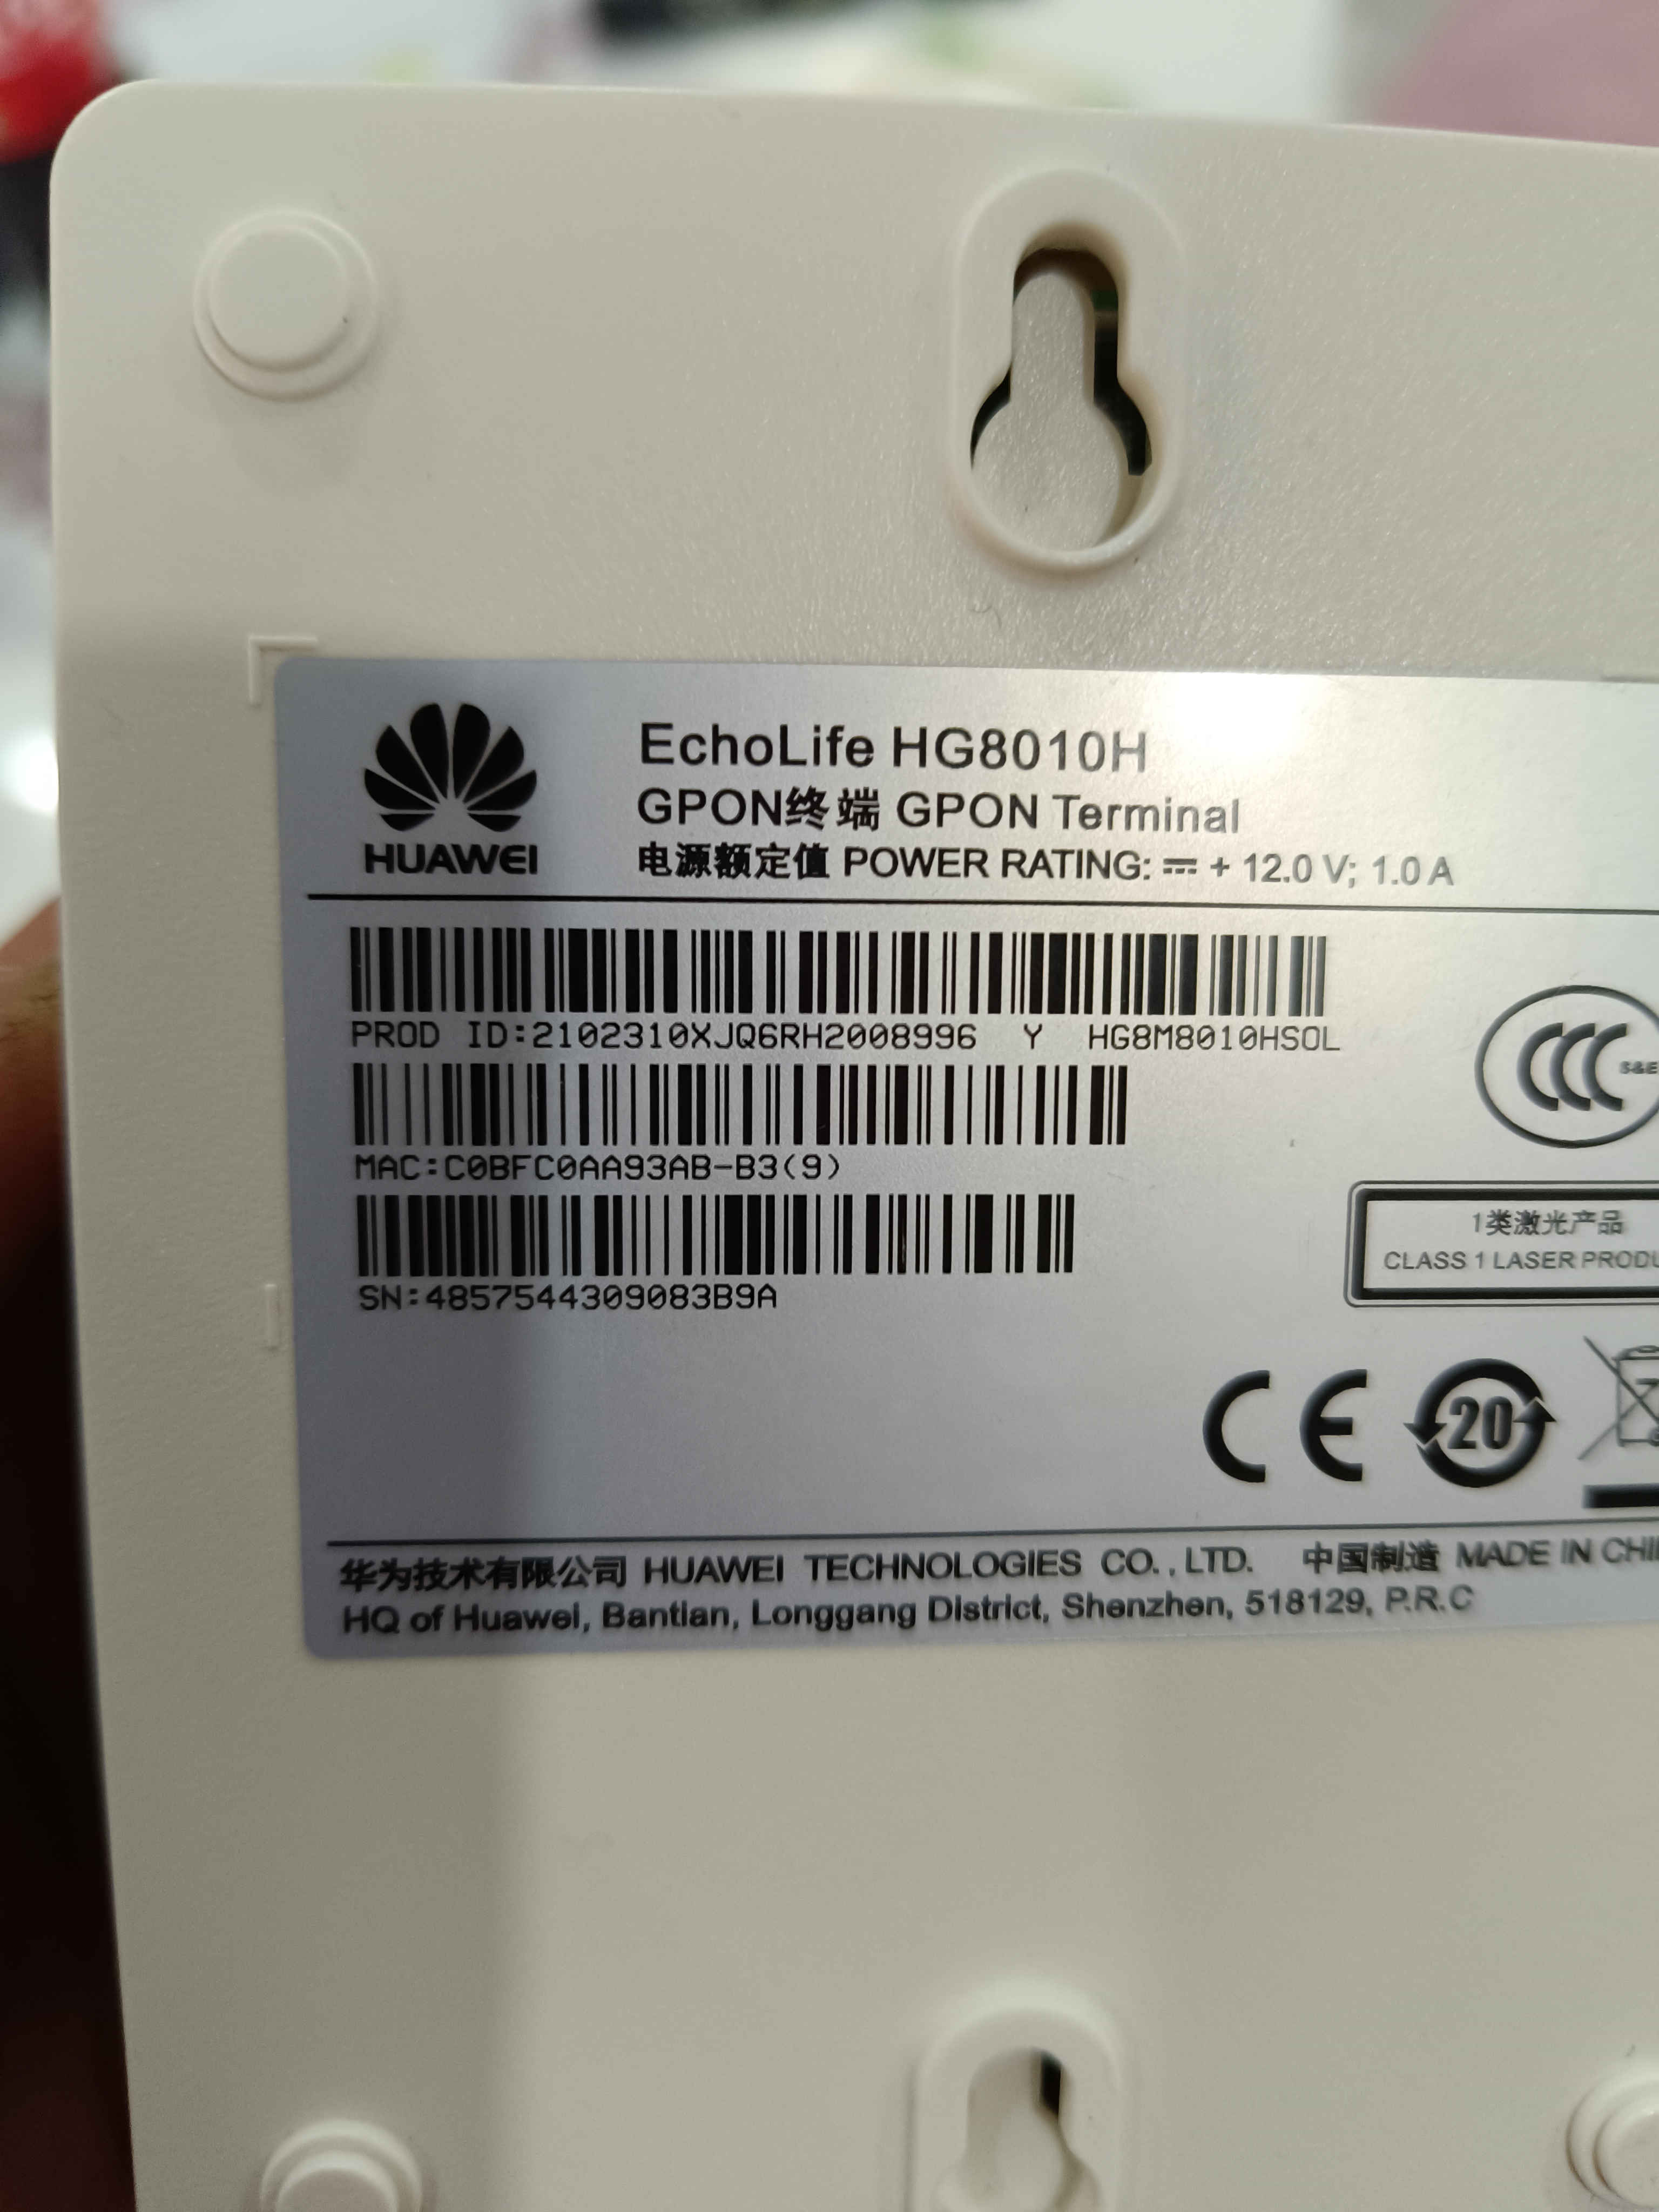 HUAWEI
EchoLife HG8010H
GPON终端 GPON Terminal
电源额定值 POWER RATING: ⎓ + 12.0 V; 1.0 A
PROD ID:2102310XJQ6RH2008996 Y HG8M8010HSOL
MAC:C0BFC0AA93AB-B3(9)
SN:4857544309083B9A
CCC S&E
1类激光产品
CLASS 1 LASER PRODU
CE 20
华为技术有限公司 HUAWEI TECHNOLOGIES CO., LTD. 中国制造 MADE IN CHI
HQ of Huawei, Bantian, Longgang District, Shenzhen, 518129, P.R.C